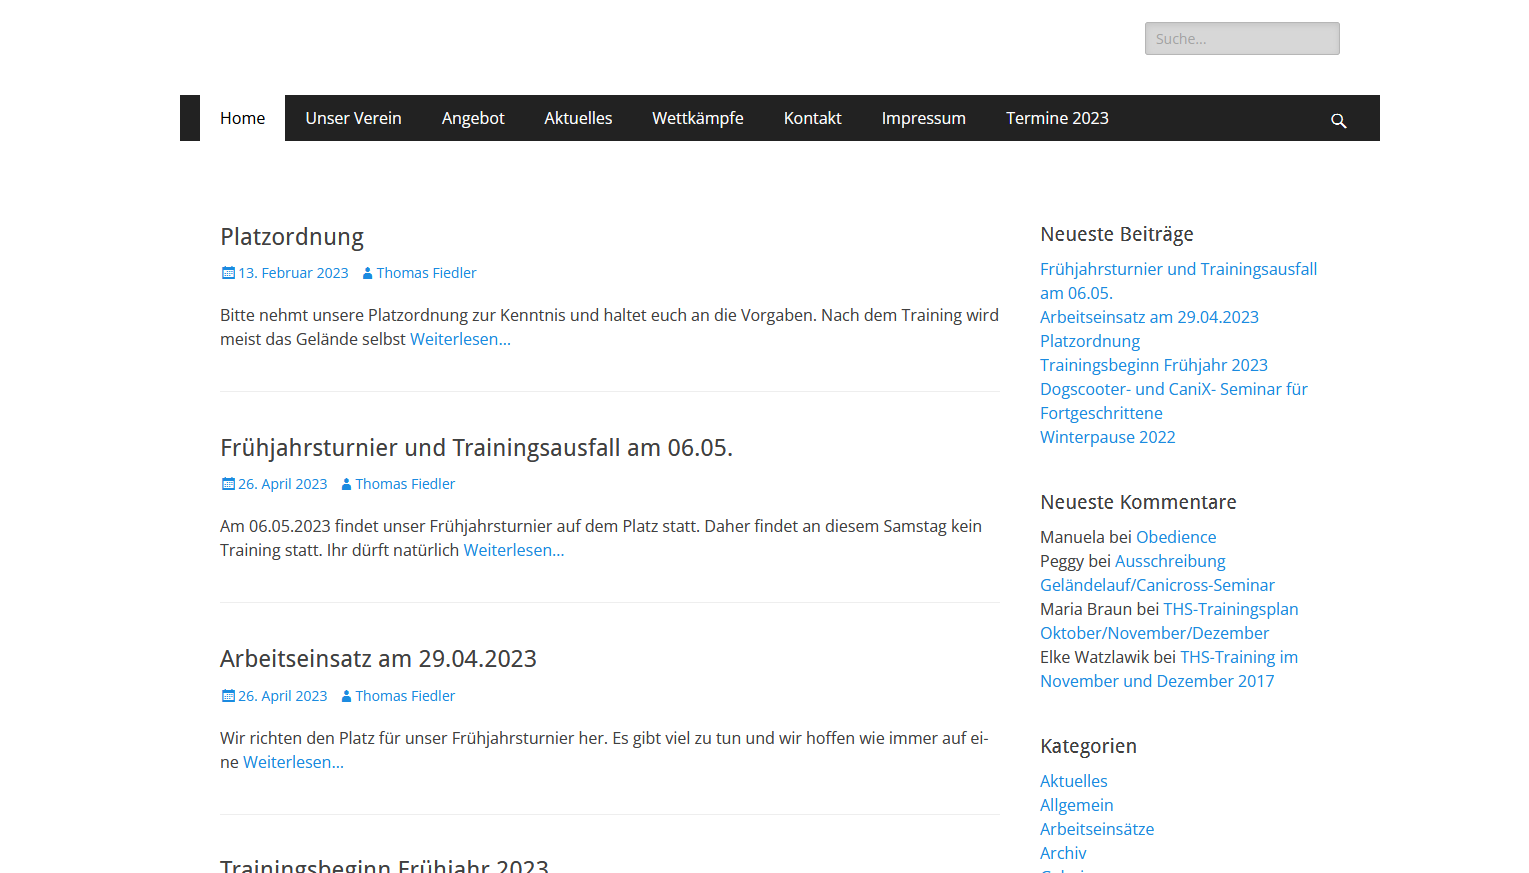 Suche...
Home Unser Verein Angebot Aktuelles Wettkämpfe Kontakt Impressum Termine 2023
Platzordnung
13. Februar 2023 Thomas Fiedler
Bitte nehmt unsere Platzordnung zur Kenntnis und haltet euch an die Vorgaben. Nach dem Training wird
meist das Gelände selbst Weiterlesen...
Frühjahrsturnier und Trainingsausfall am 06.05.
26. April 2023 Thomas Fiedler
Am 06.05.2023 findet unser Frühjahrsturnier auf dem Platz statt. Daher findet an diesem Samstag kein
Training statt. Ihr dürft natürlich Weiterlesen...
Arbeitseinsatz am 29.04.2023
26. April 2023 Thomas Fiedler
Wir richten den Platz für unser Frühjahrsturnier her. Es gibt viel zu tun und wir hoffen wie immer auf ei-
ne Weiterlesen...
Trainingsbeginn Frühjahr 2023
Neueste Beiträge
Frühjahrsturnier und Trainingsausfall
am 06.05.
Arbeitseinsatz am 29.04.2023
Platzordnung
Trainingsbeginn Frühjahr 2023
Dogscooter- und CaniX- Seminar für
Fortgeschrittene
Winterpause 2022
Neueste Kommentare
Manuela bei Obedience
Peggy bei Ausschreibung
Geländelauf/Canicross-Seminar
Maria Braun bei THS-Trainingsplan
Oktober/November/Dezember
Elke Watzlawik bei THS-Training im
November und Dezember 2017
Kategorien
Aktuelles
Allgemein
Arbeitseinsätze
Archiv